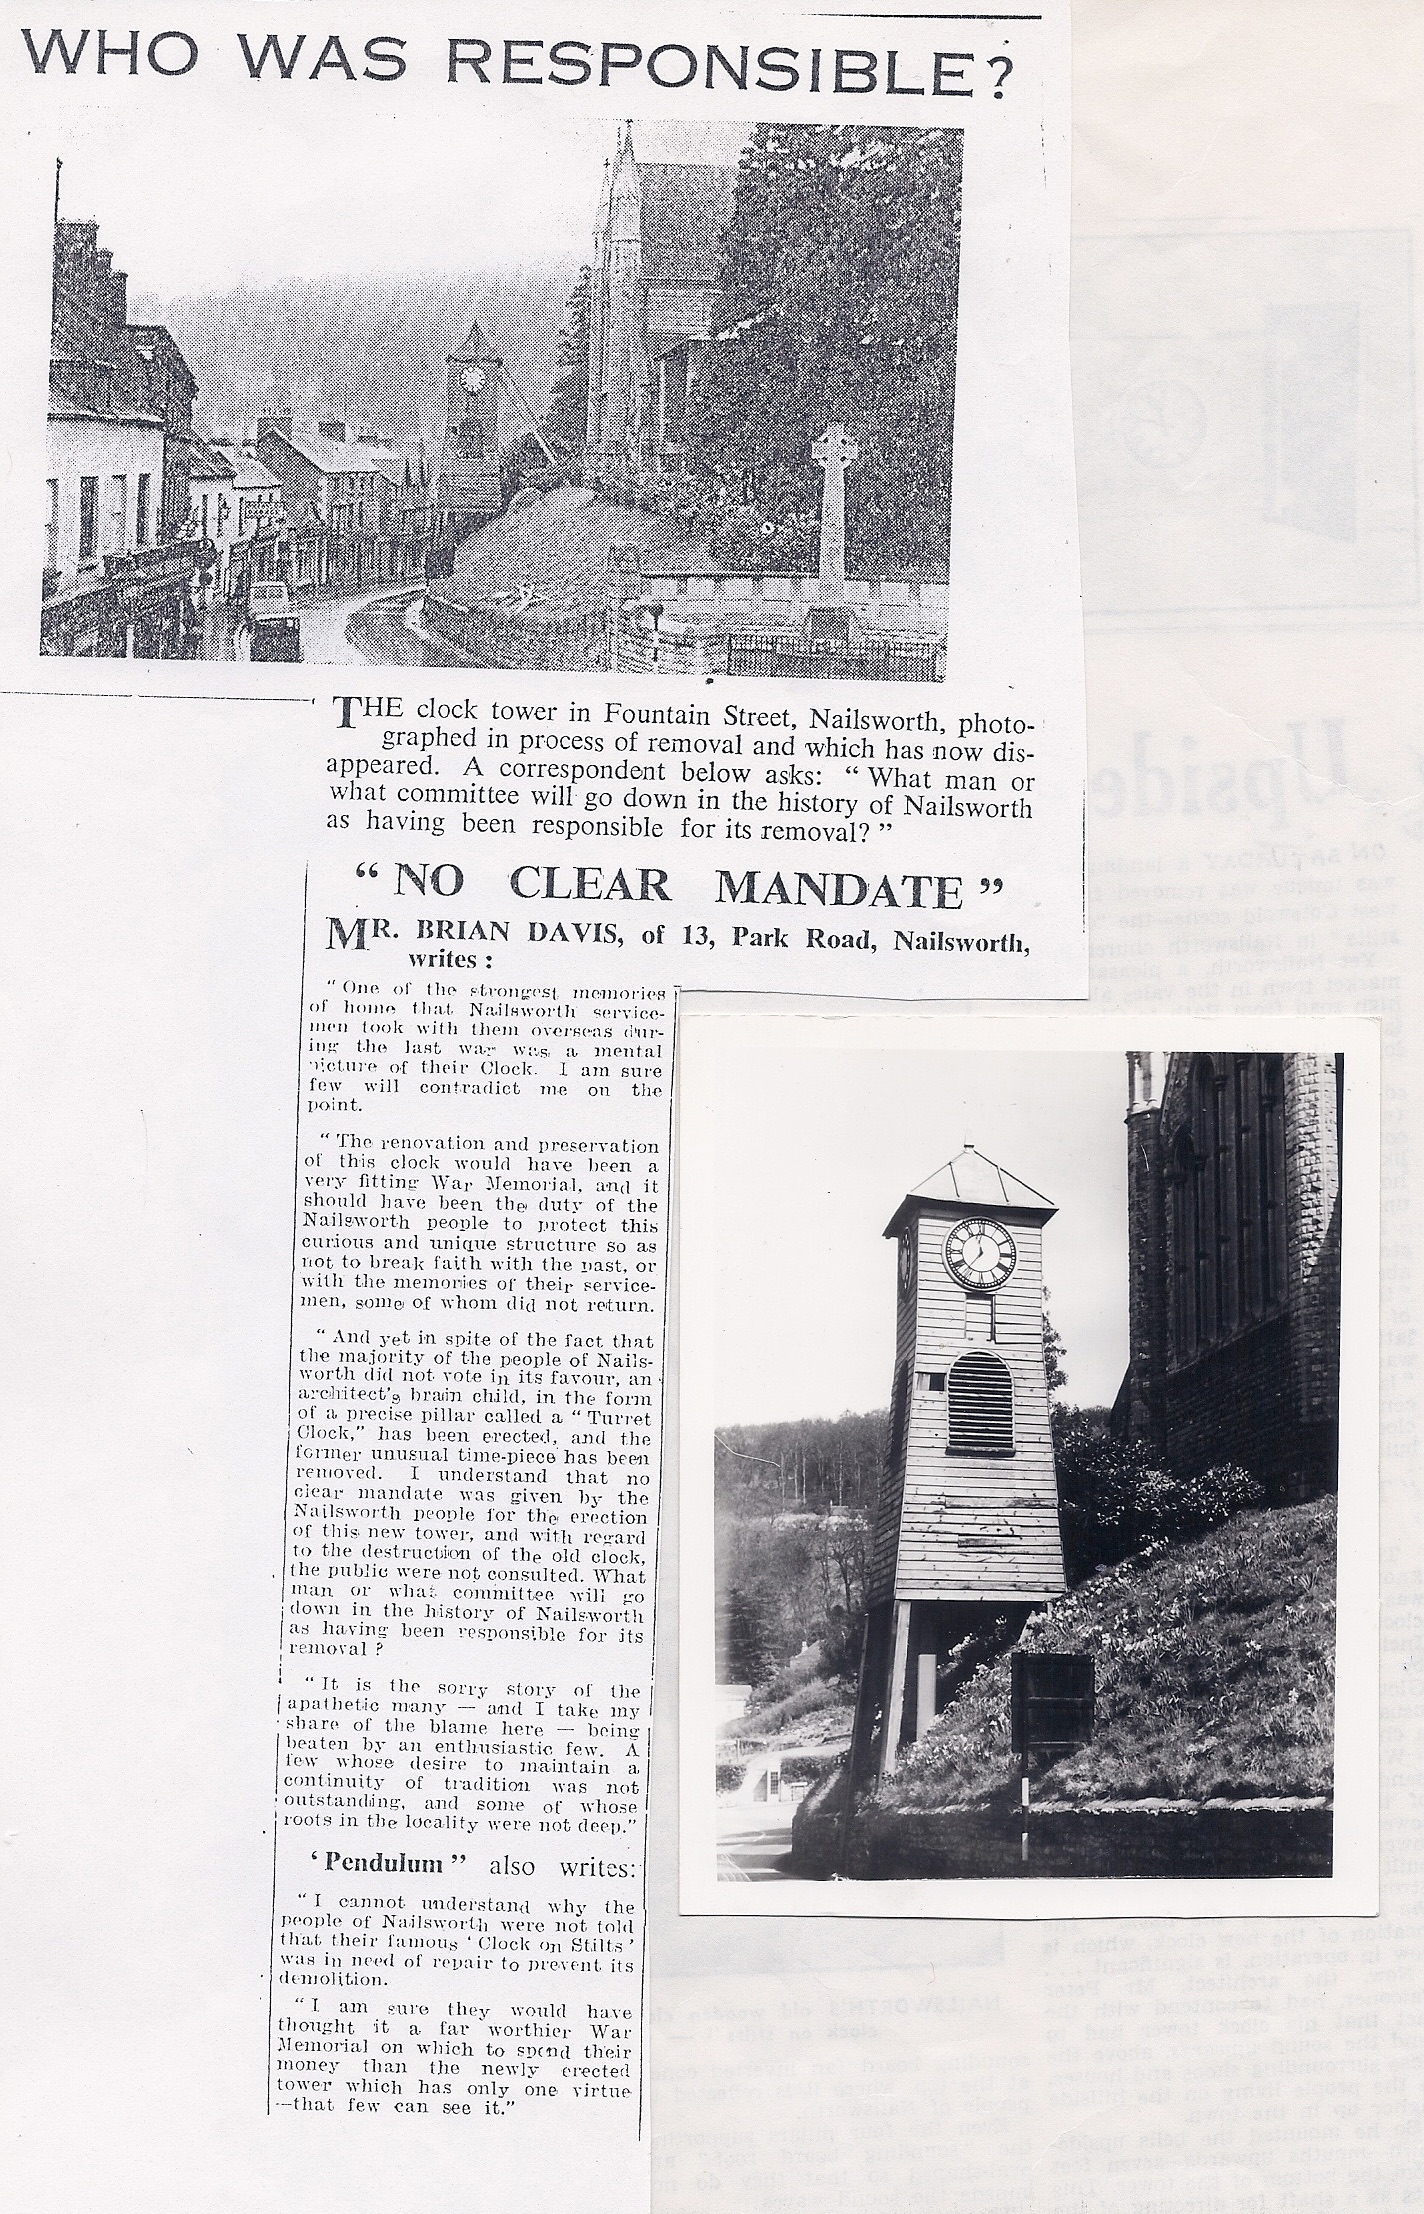 WHO WAS RESPONSIBLE?
THE clock tower in Fountain Street, Nailsworth, photo-
graphed in process of removal and which has now dis-
appeared. A correspondent below asks: “ What man or
what committee will go down in the history of Nailsworth
as having been responsible for its removal? ”
“ NO CLEAR MANDATE ”
MR. BRIAN DAVIS, of 13, Park Road, Nailsworth,
writes :
“ One of the strongest memories
of home that Nailsworth service-
men took with them overseas dur-
ing the last war was a mental
picture of their Clock. I am sure
few will contradict me on the
point.
“ The renovation and preservation
of this clock would have been a
very fitting War Memorial, and it
should have been the duty of the
Nailsworth people to protect this
curious and unique structure so as
not to break faith with the past, or
with the memories of their service-
men, some of whom did not return.
“ And yet in spite of the fact that
the majority of the people of Nails-
worth did not vote in its favour, an
architect's brain child, in the form
of a precise pillar called a “ Turret
Clock,” has been erected, and the
former unusual time-piece has been
removed. I understand that no
clear mandate was given by the
Nailsworth people for the erection
of this new tower, and with regard
to the destruction of the old clock,
the public were not consulted. What
man or what committee will go
down in the history of Nailsworth
as having been responsible for its
removal ?
“ It is the sorry story of the
apathetic many — and I take my
share of the blame here — being
beaten by an enthusiastic few. A
few whose desire to maintain a
continuity of tradition was not
outstanding, and some of whose
roots in the locality were not deep.”
‘ Pendulum ” also writes:
“ I cannot understand why the
people of Nailsworth were not told
that their famous ‘ Clock on Stilts ’
was in need of repair to prevent its
demolition.
“ I am sure they would have
thought it a far worthier War
Memorial on which to spend their
money than the newly erected
tower which has only one virtue
—that few can see it.”